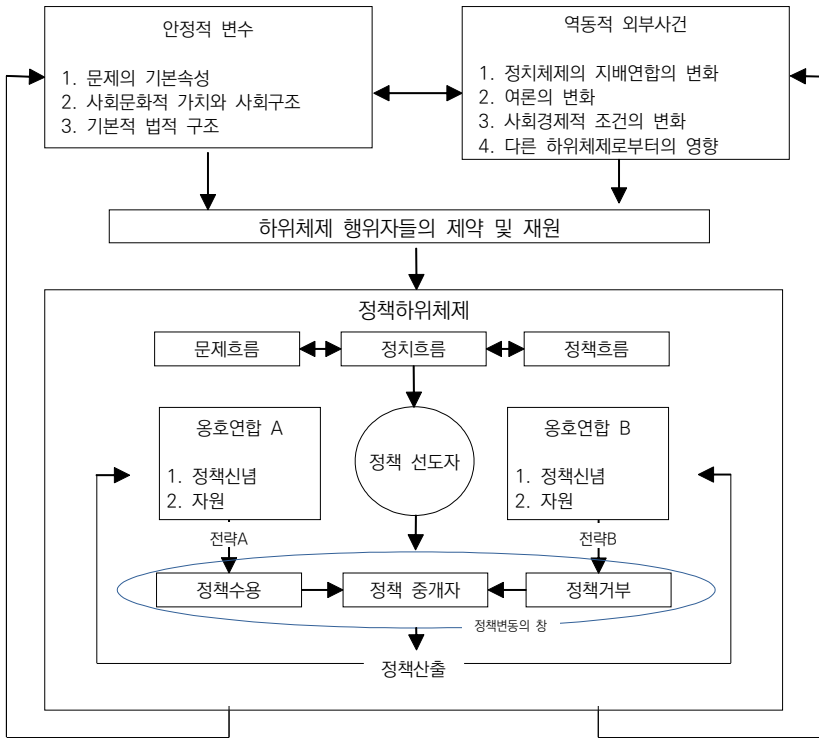 안정적 변수
1. 문제의 기본속성
2. 사회문화적 가치와 사회구조
3. 기본적 법적 구조
역동적 외부사건
1. 정치체제의 지배연합의 변화
2. 여론의 변화
3. 사회경제적 조건의 변화
4. 다른 하위체제로부터의 영향
하위체제 행위자들의 제약 및 재원
정책하위체제
문제흐름
정치흐름
정책흐름
옹호연합 A
1. 정책신념
2. 자원
정책 선도자
옹호연합 B
1. 정책신념
2. 자원
전략A
전략B
정책수용
정책 중개자
정책거부
정책변동의 창
정책산출